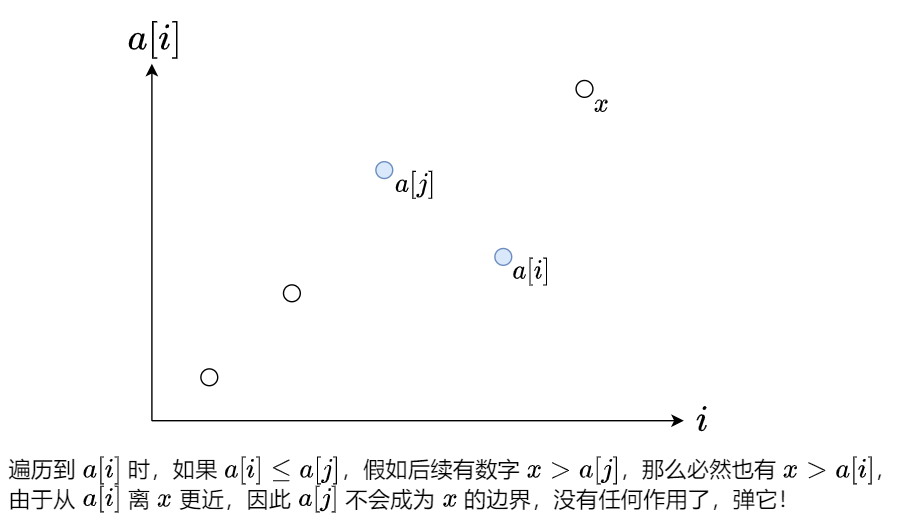 a[i]
x
a[j]
a[i]
i
遍历到 a[i] 时，如果 a[i] ≤ a[j]，假如后续有数字 x > a[j]，那么必然也有 x > a[i]，
由于从 a[i] 离 x 更近，因此 a[j] 不会成为 x 的边界，没有任何作用了，弹它！